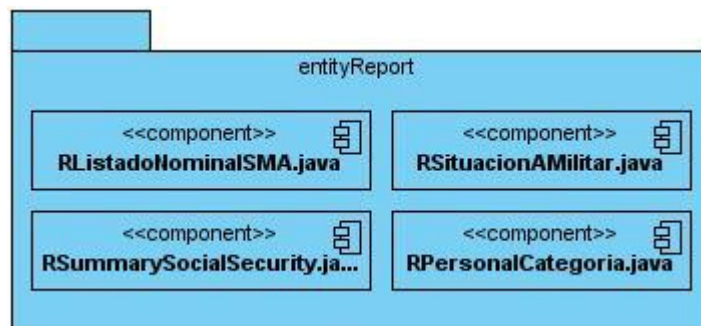 entityReport
<<component>>
RListadoNominalSMA.java
<<component>>
RSituacionAMilitar.java
<<component>>
RSummarySocialSecurity.ja...
<<component>>
RPersonalCategoria.java